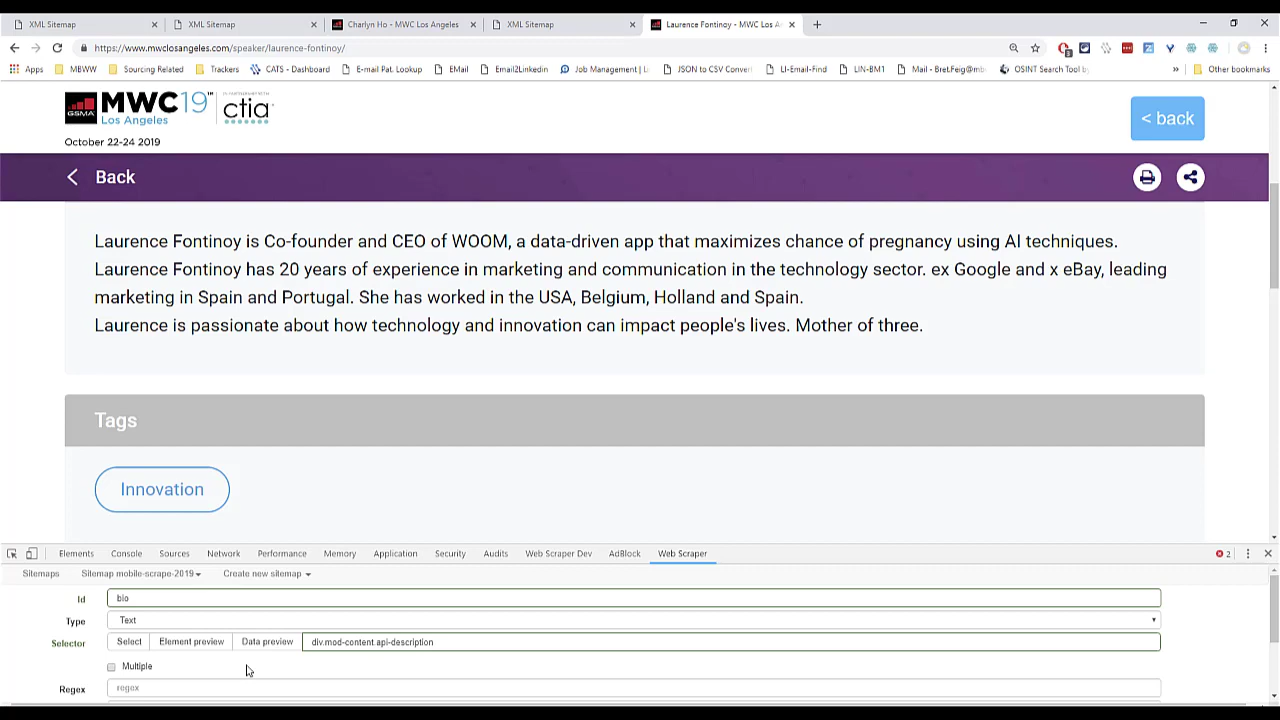 XML Sitemap
XML Sitemap
Charlyn Ho - MWC Los Angeles
XML Sitemap
Laurence Fontinoy - MWC Los A
https://www.mwclosangeles.com/speaker/laurence-fontinoy/
Apps MBWW Sourcing Related Trackers CATS - Dashboard E-mail Pat. Lookup EMail Email2Linkedin Job Management | L JSON to CSV Conver LI-Email-Find LIN-BM1 Mail - Bret.Feig@mb OSINT Search Tool by » Other bookmarks
GSMA MWC19 Los Angeles ctia
October 22-24 2019
< back
Back
Laurence Fontinoy is Co-founder and CEO of WOOM, a data-driven app that maximizes chance of pregnancy using AI techniques.
Laurence Fontinoy has 20 years of experience in marketing and communication in the technology sector. ex Google and x eBay, leading
marketing in Spain and Portugal. She has worked in the USA, Belgium, Holland and Spain.
Laurence is passionate about how technology and innovation can impact people's lives. Mother of three.
Tags
Innovation
Elements Console Sources Network Performance Memory Application Security Audits Web Scraper Dev AdBlock Web Scraper 2
Sitemaps Sitemap mobile-scrape-2019 Create new sitemap
Id bio
Type Text
Selector Select Element preview Data preview div.mod-content.api-description
Multiple
Regex regex